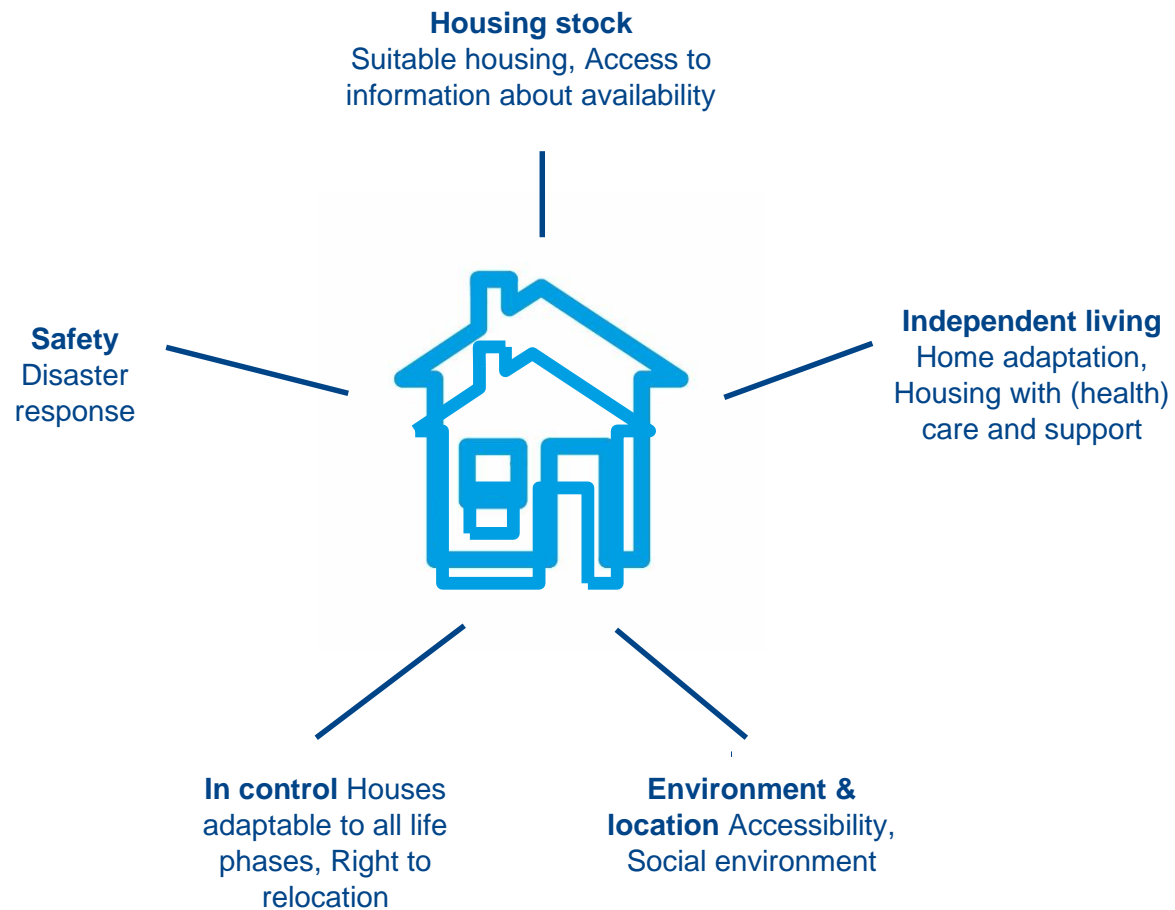 Housing stock
Suitable housing, Access to
information about availability
Safety
Disaster
response
Independent living
Home adaptation,
Housing with (health)
care and support
In control Houses
adaptable to all life
phases, Right to
relocation
Environment &
location Accessibility,
Social environment